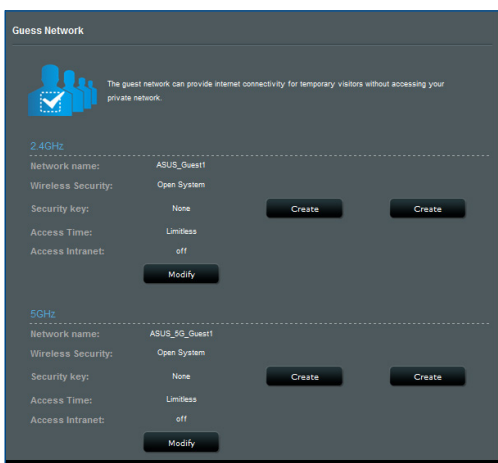 Guess Network
The guest network can provide internet connectivity for temporary visitors without accessing your
private network.
2.4GHz
Network name: ASUS_Guest1
Wireless Security: Open System
Security key: None Create Create
Access Time: Limitless
Access Intranet: off
Modify
5GHz
Network name: ASUS_5G_Guest1
Wireless Security: Open System
Security key: None Create Create
Access Time: Limitless
Access Intranet: off
Modify